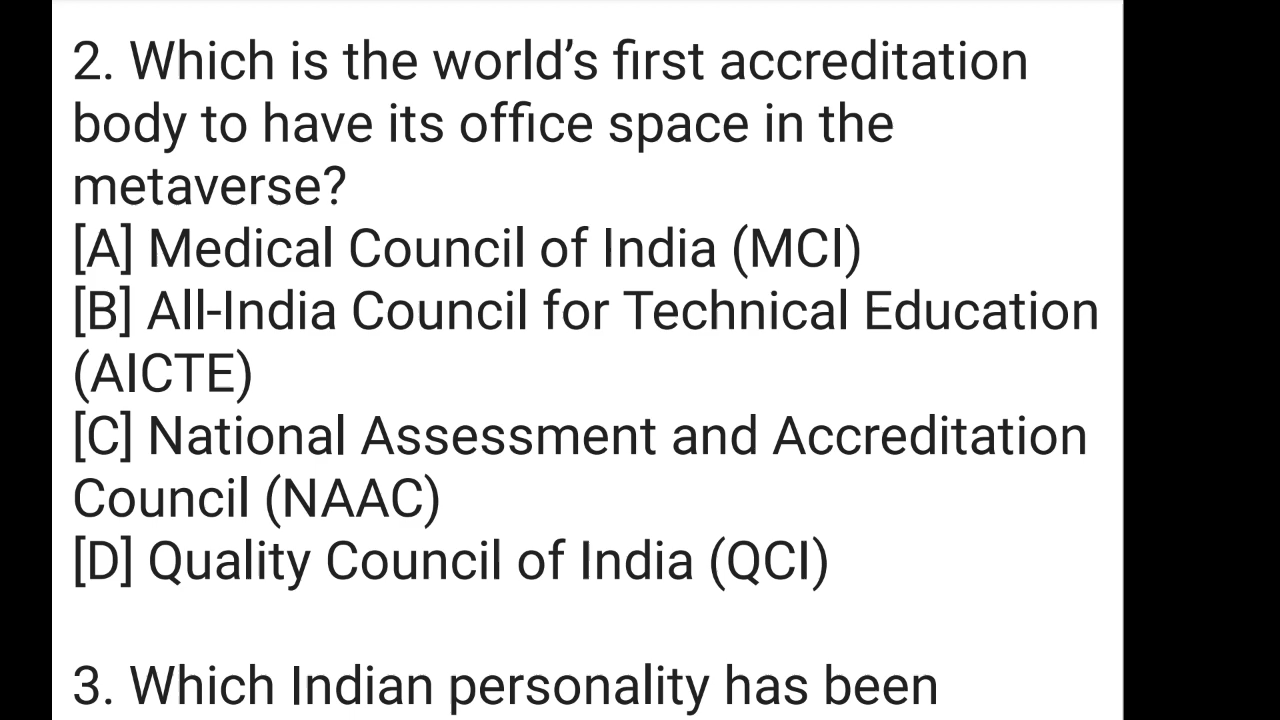 2. Which is the world’s first accreditation
body to have its office space in the
metaverse?
[A] Medical Council of India (MCI)
[B] All-India Council for Technical Education
(AICTE)
[C] National Assessment and Accreditation
Council (NAAC)
[D] Quality Council of India (QCI)
3. Which Indian personality has been